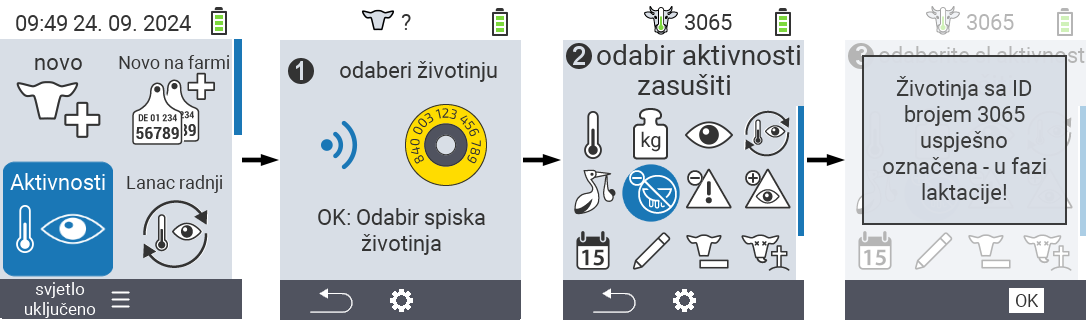 09:49 24. 09. 2024
novo
Novo na farmi
DE 01 234
56789
234
39
Aktivnosti
Lanac radnji
svjetlo
uključeno
?
1
odaberi životinju
840 003 123 456 789
OK: Odabir spiska
životinja
3065
2 odabir aktivnosti
zasušiti
kg
15
3065
Životinja sa ID
brojem 3065
uspješno
označena - u fazi
laktacije!
15
OK